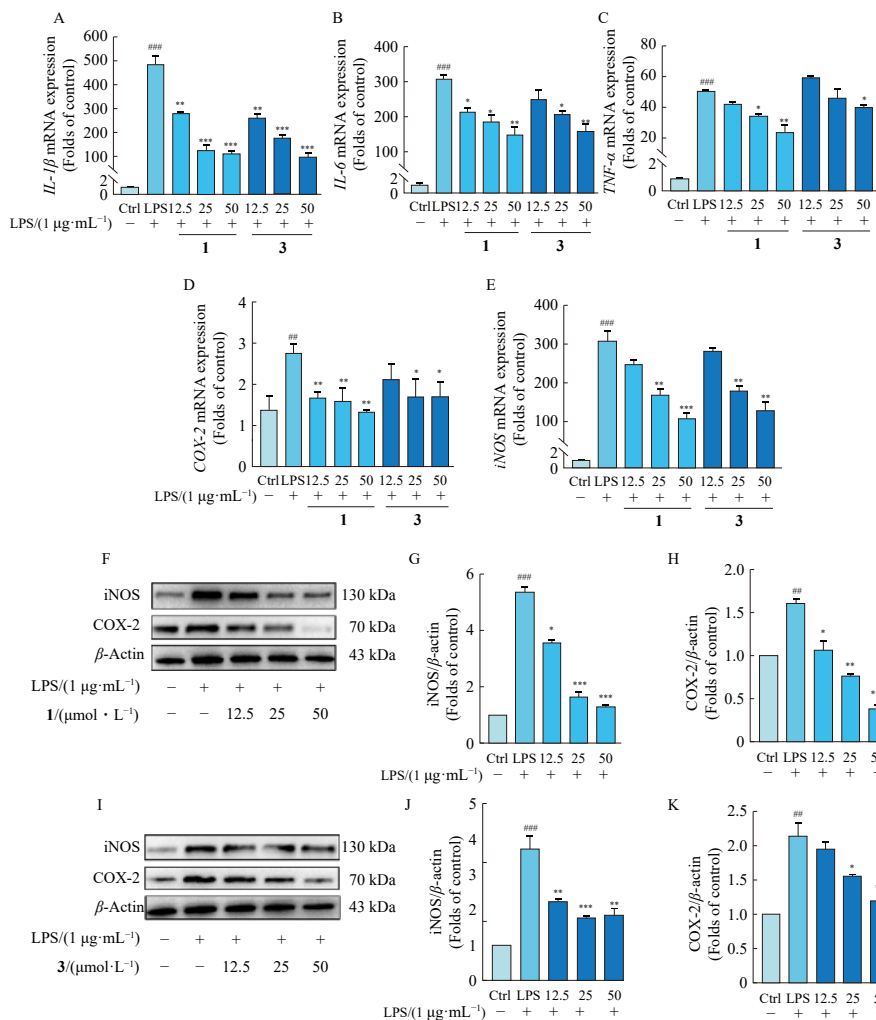 A
IL-1β mRNA expression
(Folds of control)
600
500
400
300
200
100
2
0
###
**
***
***
**
***
***
Ctrl LPS 12.5 25 50 12.5 25 50
LPS/(1 μg·mL⁻¹) − + + + + + + +
1 3
B
IL-6 mRNA expression
(Folds of control)
400
300
200
100
2
0
###
*
*
**
*
**
Ctrl LPS 12.5 25 50 12.5 25 50
− + + + + + + +
1 3
C
TNF-α mRNA expression
(Folds of control)
80
60
40
20
2
0
###
*
**
*
Ctrl LPS 12.5 25 50 12.5 25 50
− + + + + + + +
1 3
D
COX-2 mRNA expression
(Folds of control)
4
3
2
1
0
##
**
**
**
*
*
Ctrl LPS 12.5 25 50 12.5 25 50
LPS/(1 μg·mL⁻¹) − + + + + + + +
1 3
E
iNOS mRNA expression
(Folds of control)
400
300
200
100
2
0
###
**
***
**
**
Ctrl LPS 12.5 25 50 12.5 25 50
− + + + + + + +
1 3
F
iNOS 130 kDa
COX-2 70 kDa
β-Actin 43 kDa
LPS/(1 μg·mL⁻¹) − + + + +
1/(μmol · L⁻¹) − − 12.5 25 50
G
iNOS/β-actin
(Folds of control)
6
4
2
0
###
*
***
***
Ctrl LPS 12.5 25 50
LPS/(1 μg·mL⁻¹) − + + + +
H
COX-2/β-actin
(Folds of control)
2.0
1.5
1.0
0.5
0
##
*
**
Ctrl LPS 12.5 25
− + + +
I
iNOS 130 kDa
COX-2 70 kDa
β-Actin 43 kDa
LPS/(1 μg·mL⁻¹) − + + + +
3/(μmol·L⁻¹) − − 12.5 25 50
J
iNOS/β-actin
(Folds of control)
5
4
2
1
0
###
**
***
**
Ctrl LPS 12.5 25 50
LPS/(1 μg·mL⁻¹) − + + + +
K
COX-2/β-actin
(Folds of control)
2.5
2.0
1.5
1.0
0.5
0
##
*
Ctrl LPS 12.5 25
− + + +